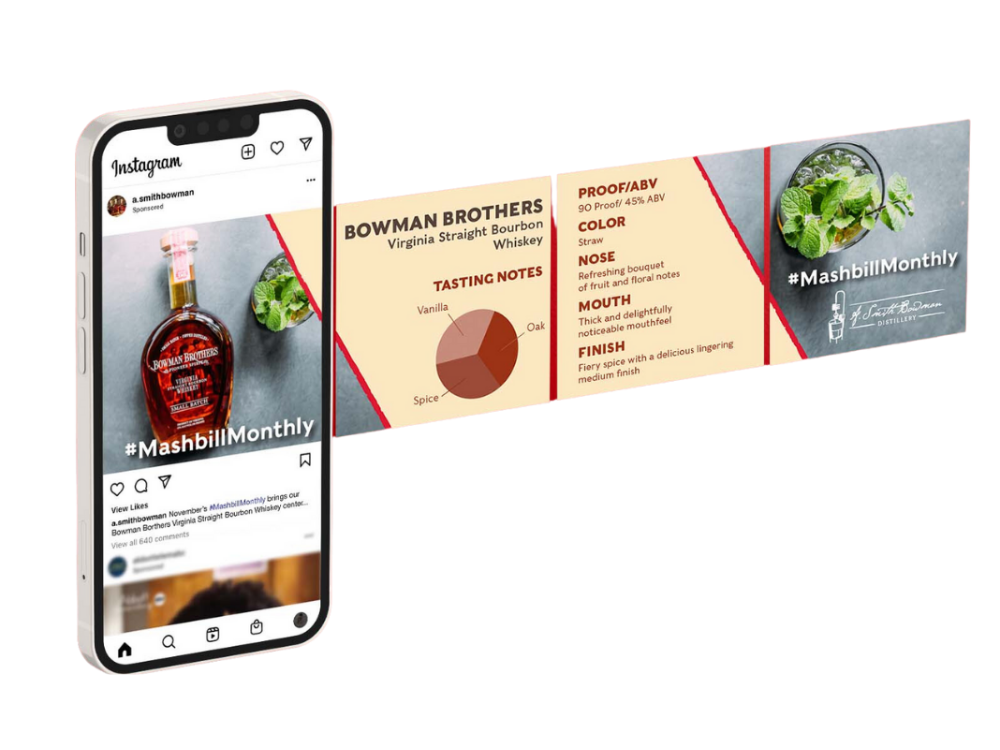 Instagram
a.smithbowman
Sponsored
BOWMAN BROTHERS
VIRGINIA
STRAIGHT BOURBON
WHISKEY
SMALL BATCH
#MashbillMonthly
View Likes
a.smithbowman November's #MashbillMonthly brings our
Bowman Borthers Virginia Straight Bourbon Whiskey center...
View all 640 comments
BOWMAN BROTHERS
Virginia Straight Bourbon
Whiskey
TASTING NOTES
Vanilla
Oak
Spice
PROOF/ABV
90 Proof/ 45% ABV
COLOR
Straw
NOSE
Refreshing bouquet
of fruit and floral notes
MOUTH
Thick and delightfully
noticeable mouthfeel
FINISH
Fiery spice with a delicious lingering
medium finish
#MashbillMonthly
A. Smith Bowman
DISTILLERY